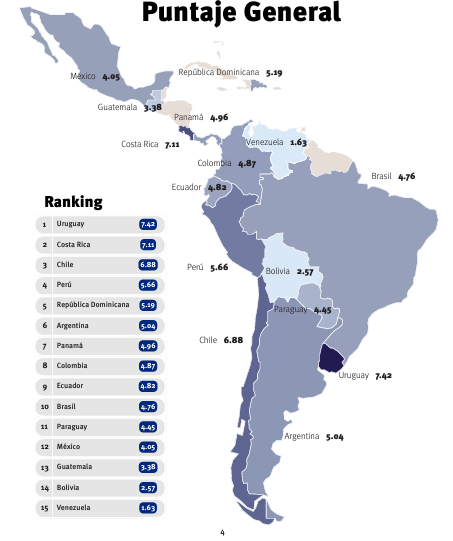 Puntaje General
México 4.05
República Dominicana 5.19
Guatemala 3.38
Panamá 4.96
Costa Rica 7.11
Venezuela 1.63
Colombia 4.87
Brasil 4.76
Ecuador 4.82
Perú 5.66
Bolivia 2.57
Paraguay 4.45
Chile 6.88
Uruguay 7.42
Argentina 5.04
Ranking
1 Uruguay 7.42
2 Costa Rica 7.11
3 Chile 6.88
4 Perú 5.66
5 República Dominicana 5.19
6 Argentina 5.04
7 Panamá 4.96
8 Colombia 4.87
9 Ecuador 4.82
10 Brasil 4.76
11 Paraguay 4.45
12 México 4.05
13 Guatemala 3.38
14 Bolivia 2.57
15 Venezuela 1.63
4